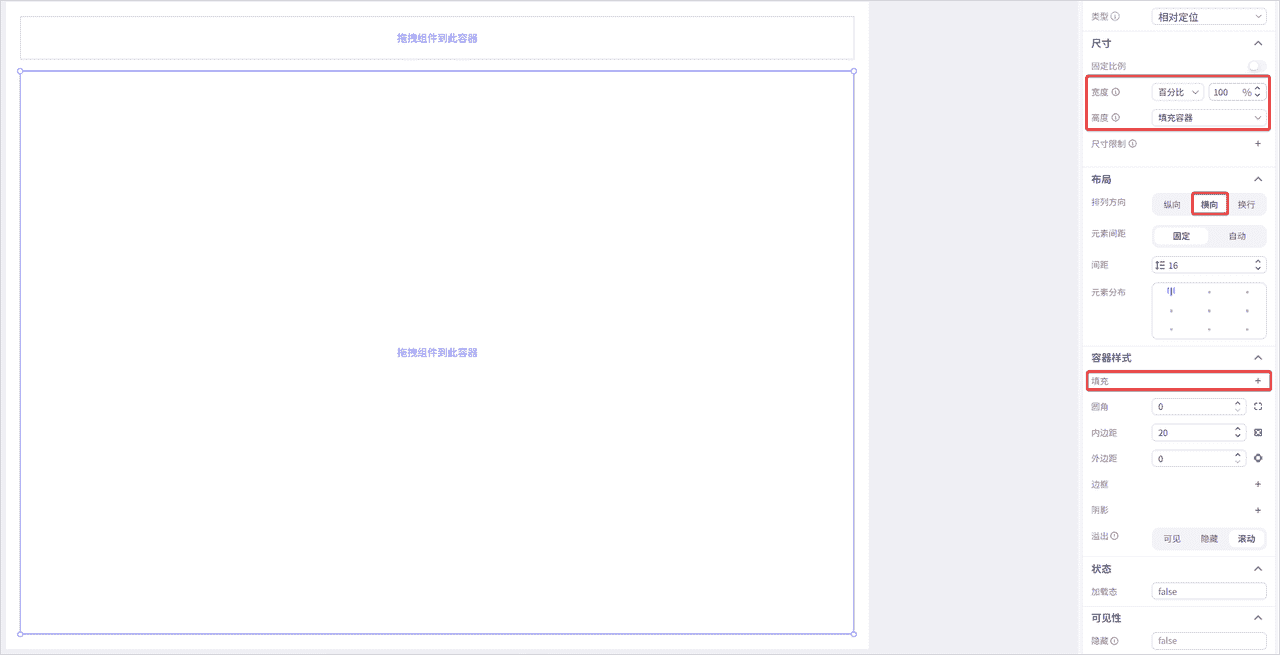 拖拽组件到此容器
拖拽组件到此容器
类型 相对定位
尺寸
固定比例
宽度 百分比 100 %
高度 填充容器
尺寸限制
布局
排列方向 纵向 横向 换行
元素间距 固定 自动
间距 16
元素分布
容器样式
填充
圆角 0
内边距 20
外边距 0
边框
阴影
溢出 可见 隐藏 滚动
状态
加载态 false
可见性
隐藏 false